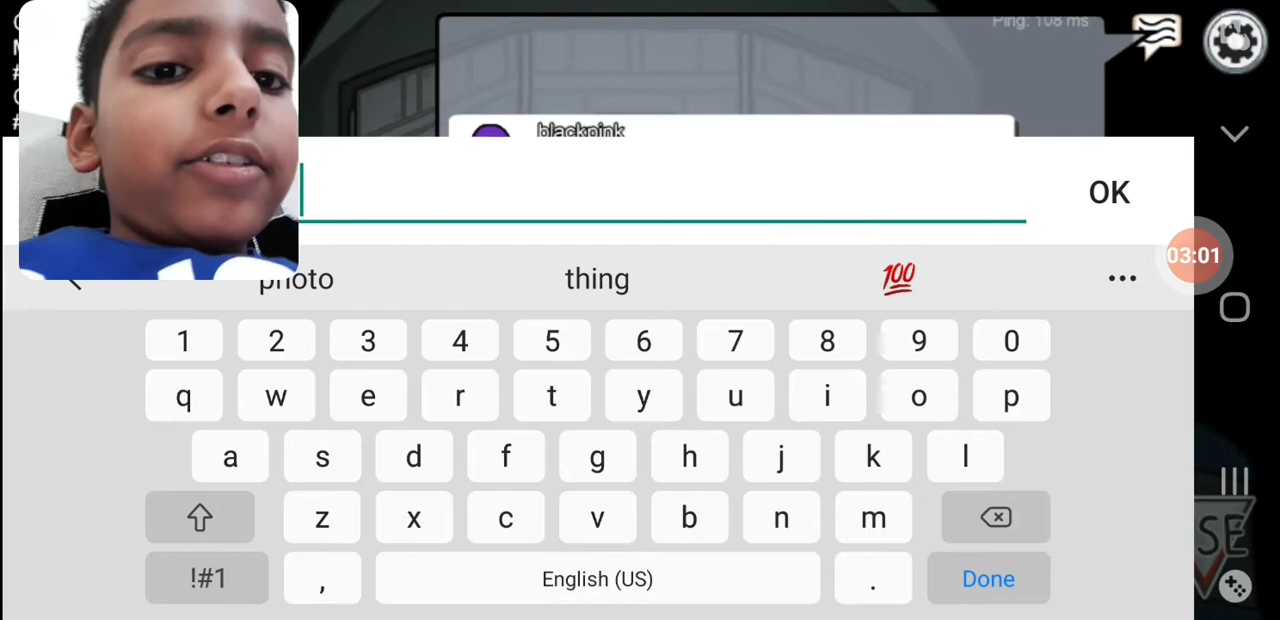 Ping: 108 ms
blackpink
OK
03:01
photo
thing
💯
1 2 3 4 5 6 7 8 9 0
q w e r t y u i o p
a s d f g h j k l
z x c v b n m
!#1 , English (US) . Done
SE